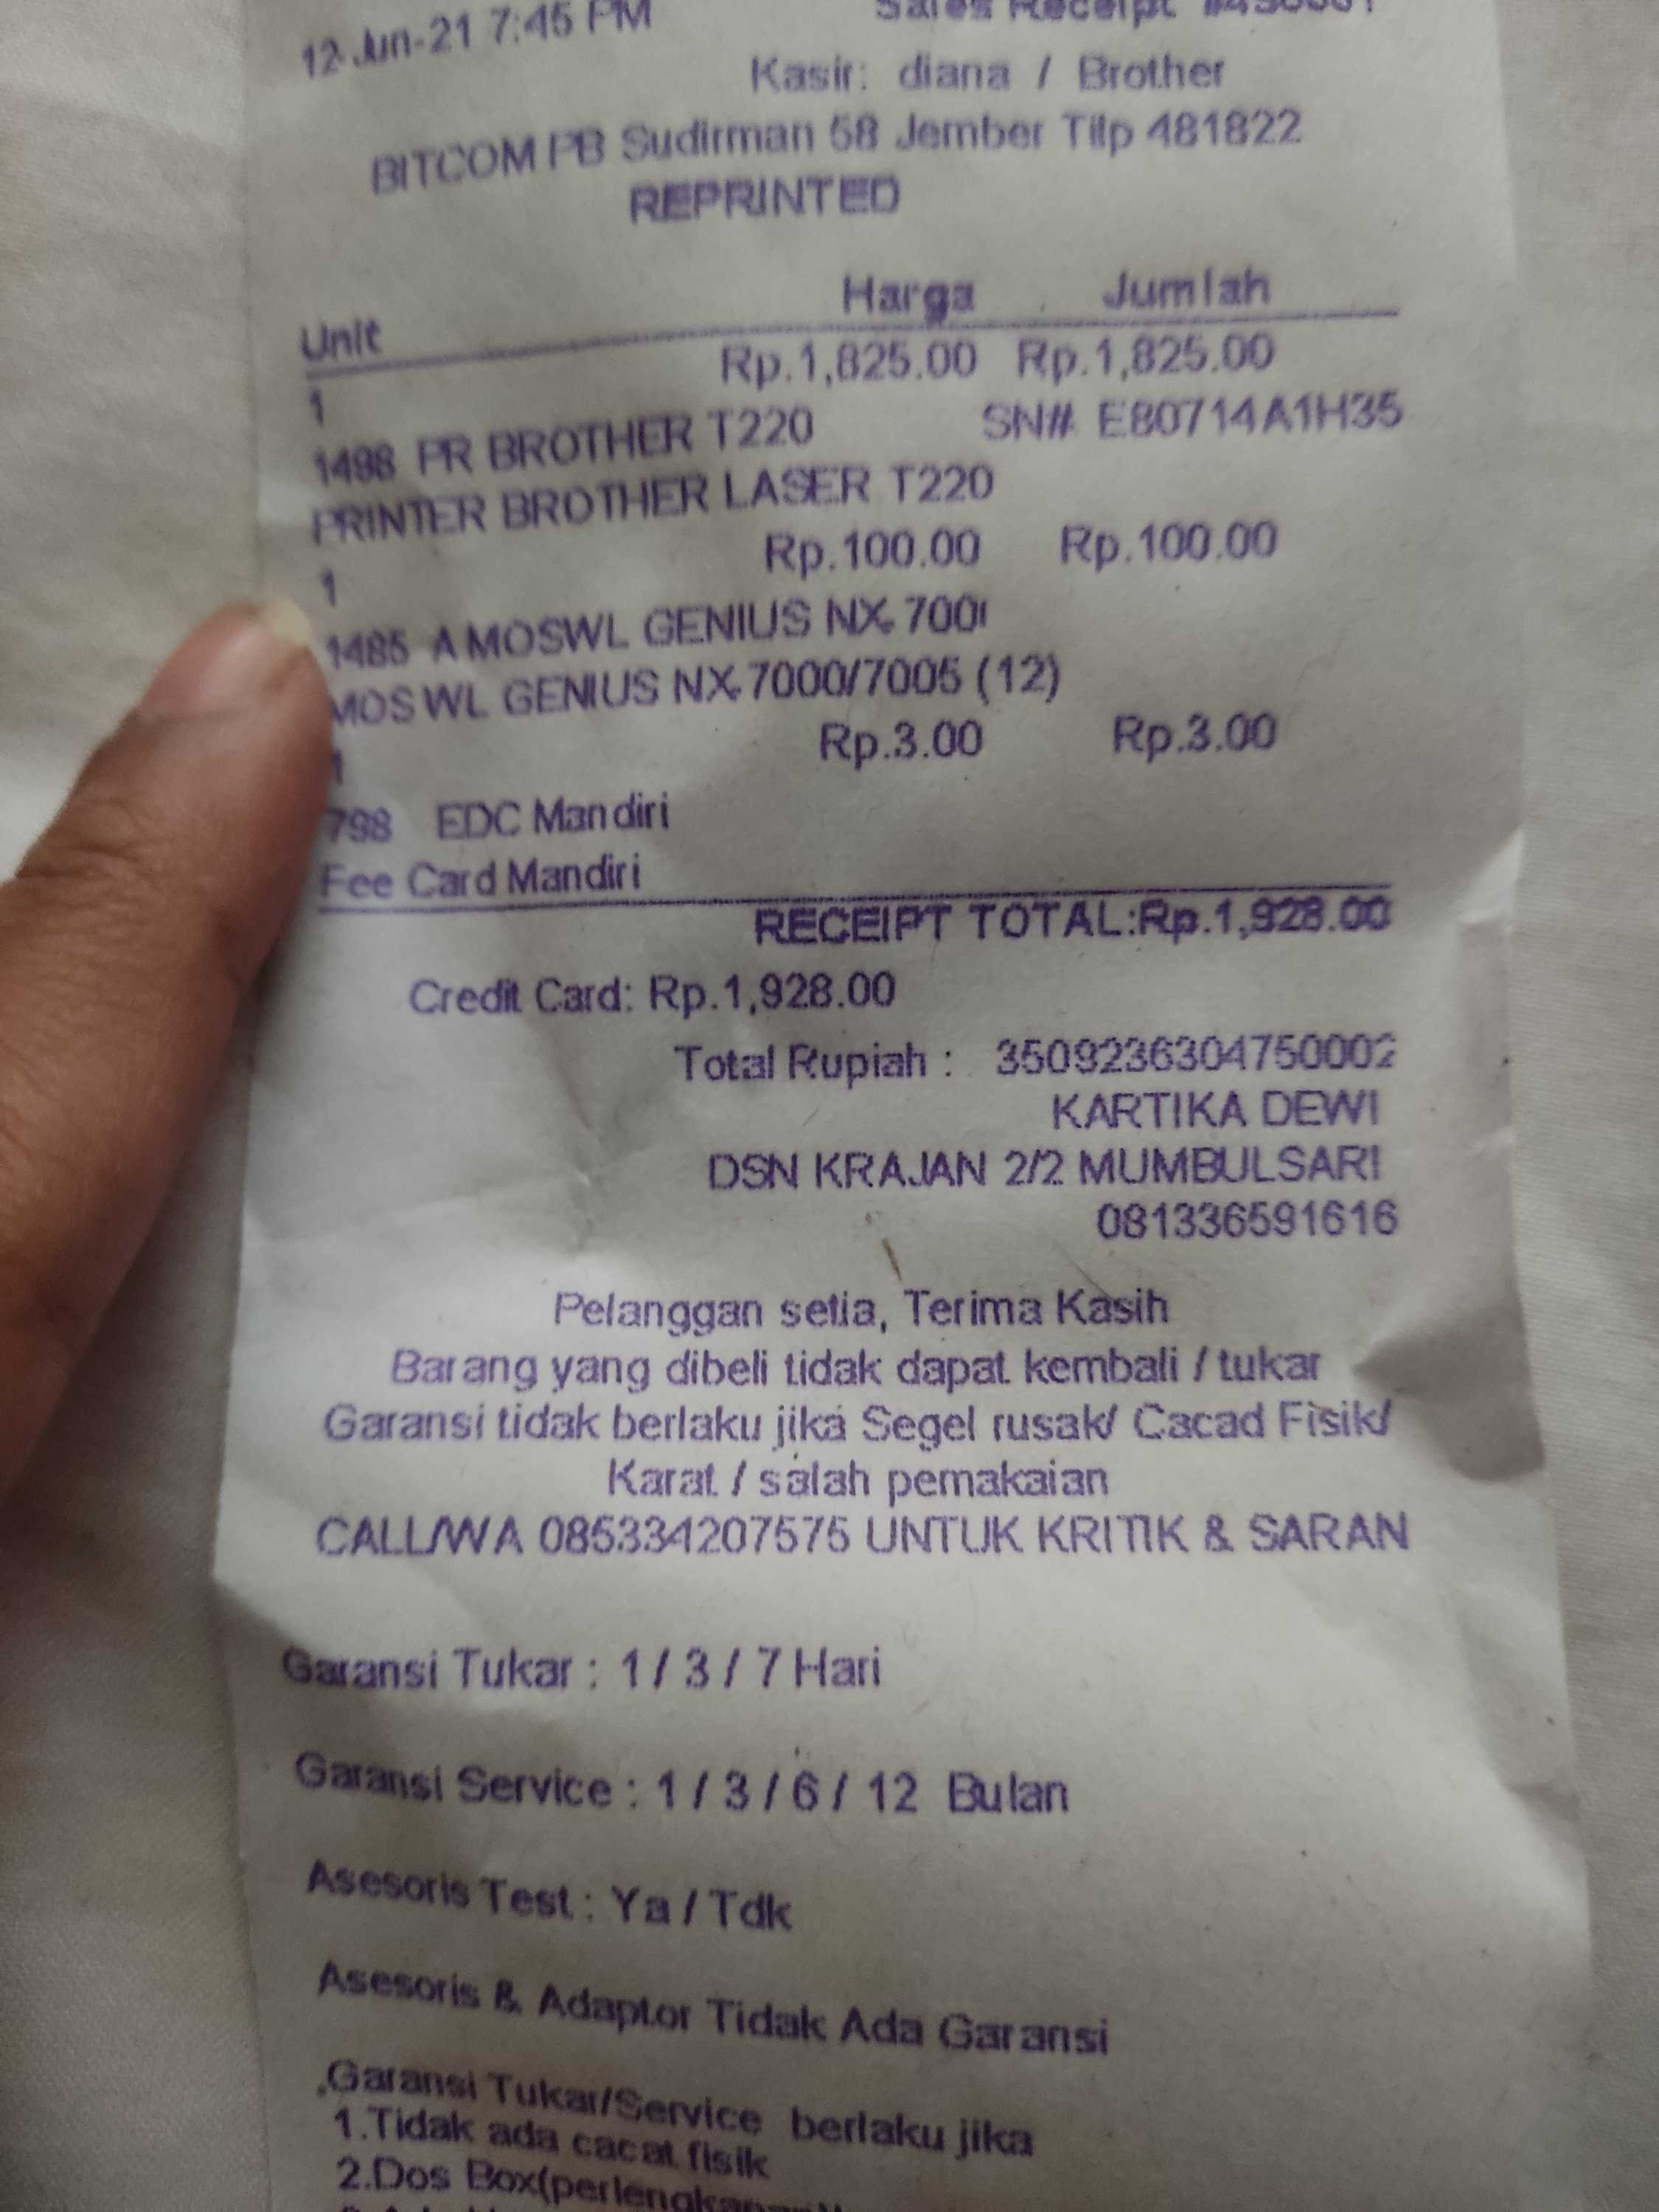 12-Jun-21 7:45 PM Sales Receipt
Kasir: diana / Brother
BITCOM PB Sudirman 58 Jember Tilp 481822
REPRINTED
Unit Harga Jumlah
1 Rp.1,825.00 Rp.1,825.00
1498 PR BROTHER T220 SN# E80714A1H35
PRINTER BROTHER LASER T220
1 Rp.100.00 Rp.100.00
1485 A MOSWL GENIUS NX-700
MOS WL GENIUS NX-7000/7005 (12)
1 Rp.3.00 Rp.3.00
798 EDC Mandiri
Fee Card Mandiri
RECEIPT TOTAL:Rp.1,928.00
Credit Card: Rp.1,928.00
Total Rupiah : 3509236304750002
KARTIKA DEWI
DSN KRAJAN 2/2 MUMBULSARI
081336591616
Pelanggan setia, Terima Kasih
Barang yang dibeli tidak dapat kembali / tukar
Garansi tidak berlaku jika Segel rusak/ Cacad Fisik/
Karat / salah pemakaian
CALL/WA 085334207575 UNTUK KRITIK & SARAN
Garansi Tukar : 1 / 3 / 7 Hari
Garansi Service : 1 / 3 / 6 / 12 Bulan
Asesoris Test : Ya / Tdk
Asesoris & Adaptor Tidak Ada Garansi
Garansi Tukar/Service berlaku jika
1.Tidak ada cacat fisik
2.Dos Box(perlengkapan)